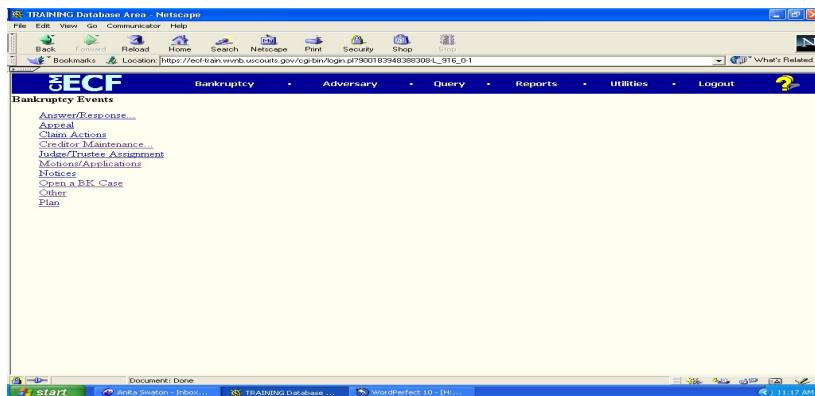 TRAINING Database Area - Netscape
File Edit View Go Communicator Help
Back Forward Reload Home Search Netscape Print Security Shop Stop
Bookmarks Location: https://ecf-train.wvnb.uscourts.gov/cgi-bin/login.pl?7900183948388308-L_916_0-1 What's Related
CM ECF Bankruptcy • Adversary • Query • Reports • Utilities • Logout ?
Bankruptcy Events
Answer/Response...
Appeal
Claim Actions
Creditor Maintenance...
Judge/Trustee Assignment
Motions/Applications
Notices
Open a BK Case
Other
Plan
Document: Done
start Anita Swaton - Inbox... TRAINING Database ... WordPerfect 10 - [H:... 11:17 AM